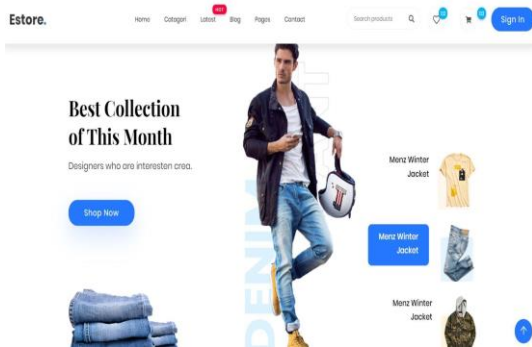 Estore.
Home Catagori Latest Blog Pages Contact
HOT
Search products
Sign In
Best Collection
of This Month
Designers who are interesten crea.
Shop Now
DENIM
Menz Winter
Jacket
Menz Winter
Jacket
Menz Winter
Jacket